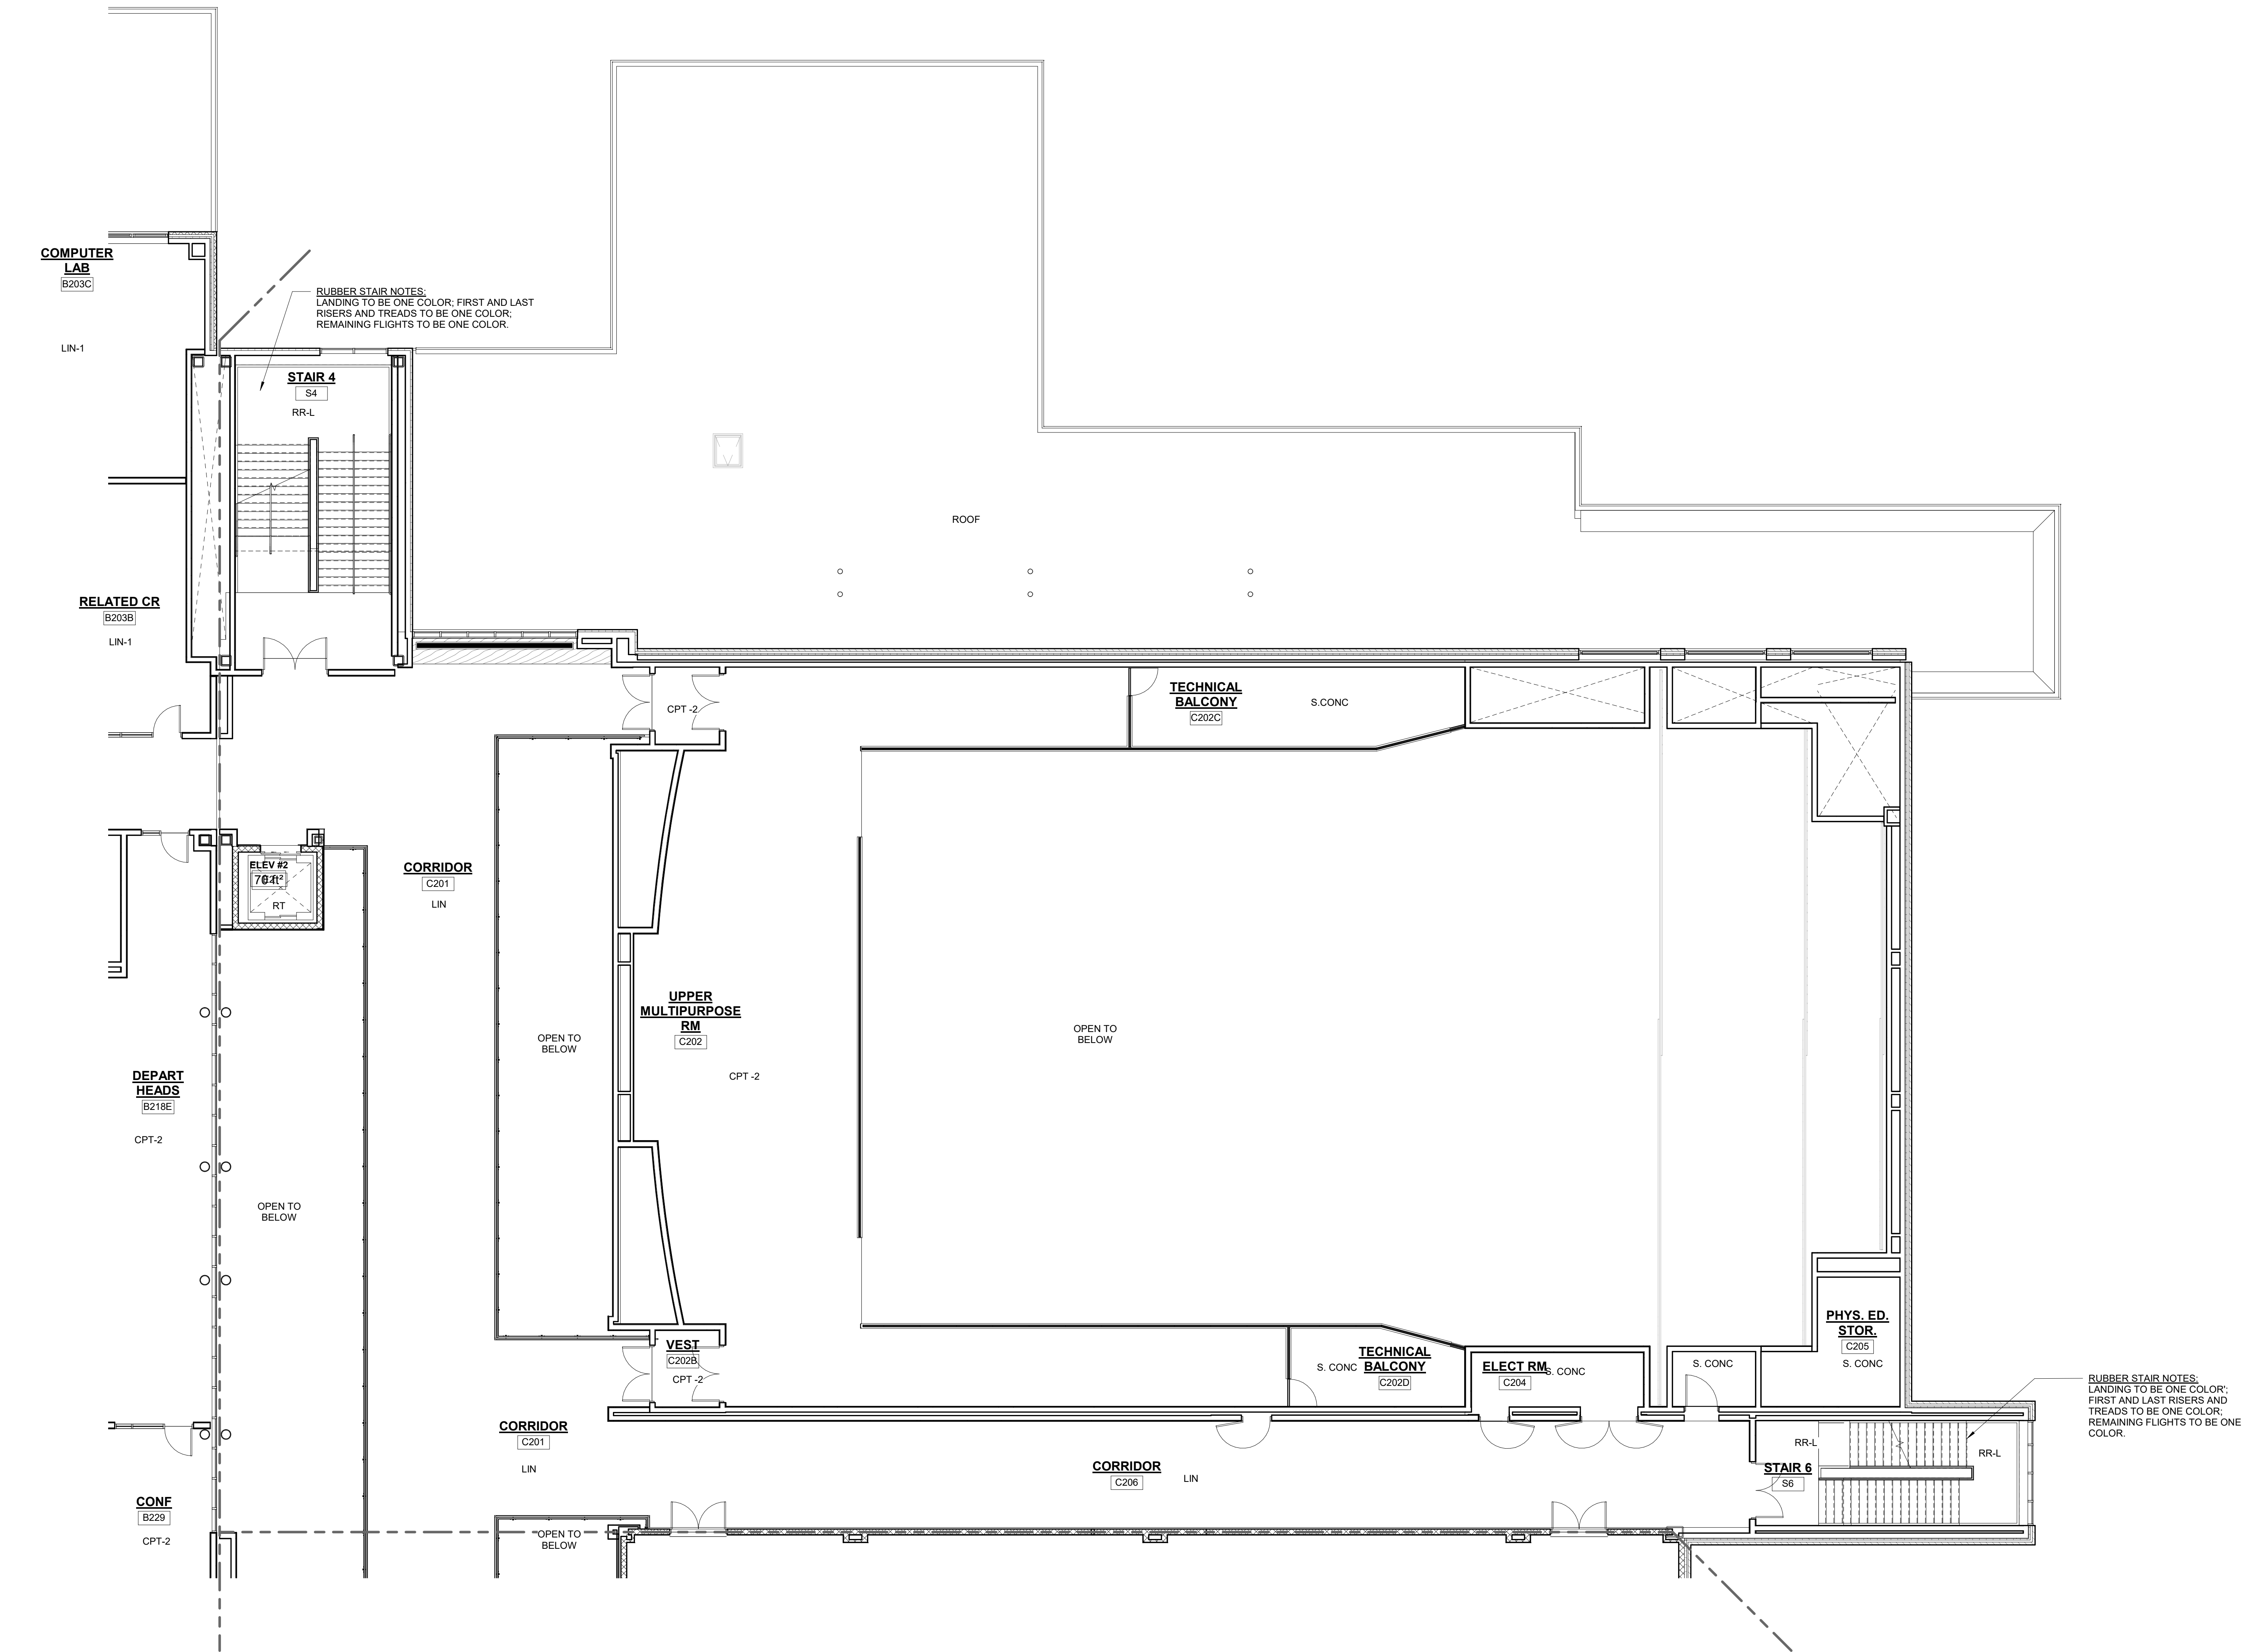 COMPUTER
LAB
B203C
LIN-1
RUBBER STAIR NOTES:
LANDING TO BE ONE COLOR; FIRST AND LAST
RISERS AND TREADS TO BE ONE COLOR;
REMAINING FLIGHTS TO BE ONE COLOR.
STAIR 4
S4
RR-L
ROOF
RELATED CR
B203B
LIN-1
CPT -2
TECHNICAL
BALCONY
C202C
S.CONC
ELEV #2
70 ft²
RT
CORRIDOR
C201
LIN
UPPER
MULTIPURPOSE
RM
C202
CPT -2
OPEN TO
BELOW
OPEN TO
BELOW
DEPART
HEADS
B218E
CPT-2
OPEN TO
BELOW
VEST
C202B
CPT -2
S. CONC
TECHNICAL
BALCONY
C202D
ELECT RM
C204
S. CONC
S. CONC
PHYS. ED.
STOR.
C205
S. CONC
RUBBER STAIR NOTES:
LANDING TO BE ONE COLOR';
FIRST AND LAST RISERS AND
TREADS TO BE ONE COLOR;
REMAINING FLIGHTS TO BE ONE
COLOR.
CORRIDOR
C201
LIN
CORRIDOR
C206
LIN
RR-L
RR-L
STAIR 6
S6
CONF
B229
CPT-2
OPEN TO
BELOW